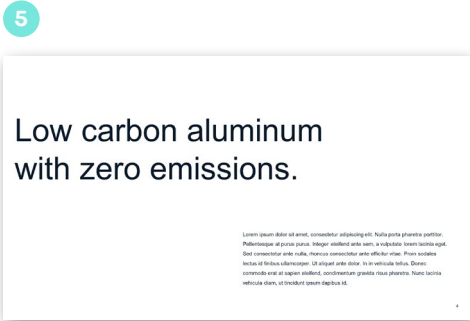 5
Low carbon aluminum
with zero emissions.
Lorem ipsum dolor sit amet, consectetur adipiscing elit. Nulla porta pharetra porttitor.
Pellentesque at purus purus. Integer eleifend ante sem, a vulputate lorem lacinia eget.
Sed consectetur ante nulla, rhoncus consectetur ante efficitur vitae. Proin sodales
lectus id finibus ullamcorper. Ut aliquet ante dolor. In in vehicula tellus. Donec
commodo erat at sapien eleifend, condimentum gravida risus pharetra. Nunc lacinia
vehicula diam, ut tincidunt ipsum dapibus id.